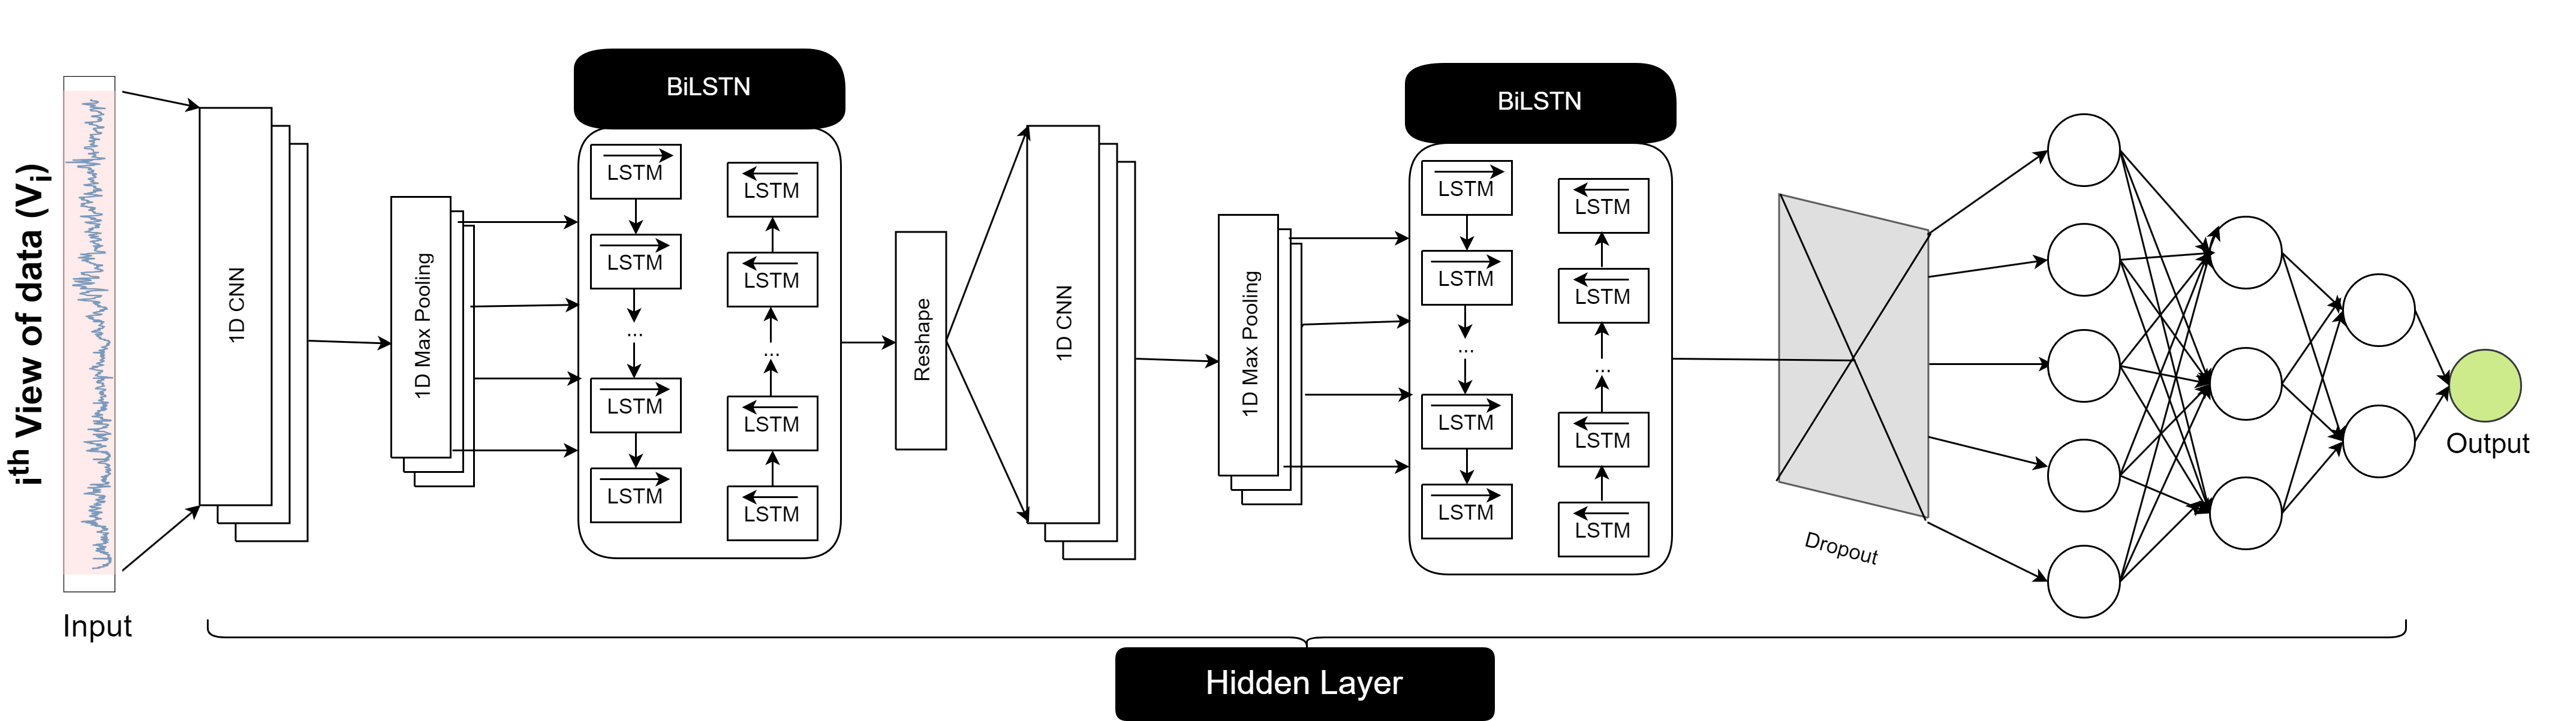 i^th View of data (V_i)
Input
1D CNN
1D Max Pooling
BiLSTN
LSTM
LSTM
...
LSTM
LSTM
LSTM
LSTM
...
LSTM
LSTM
Reshape
1D CNN
1D Max Pooling
BiLSTN
LSTM
LSTM
...
LSTM
LSTM
LSTM
LSTM
...
LSTM
LSTM
Dropout
Output
Hidden Layer